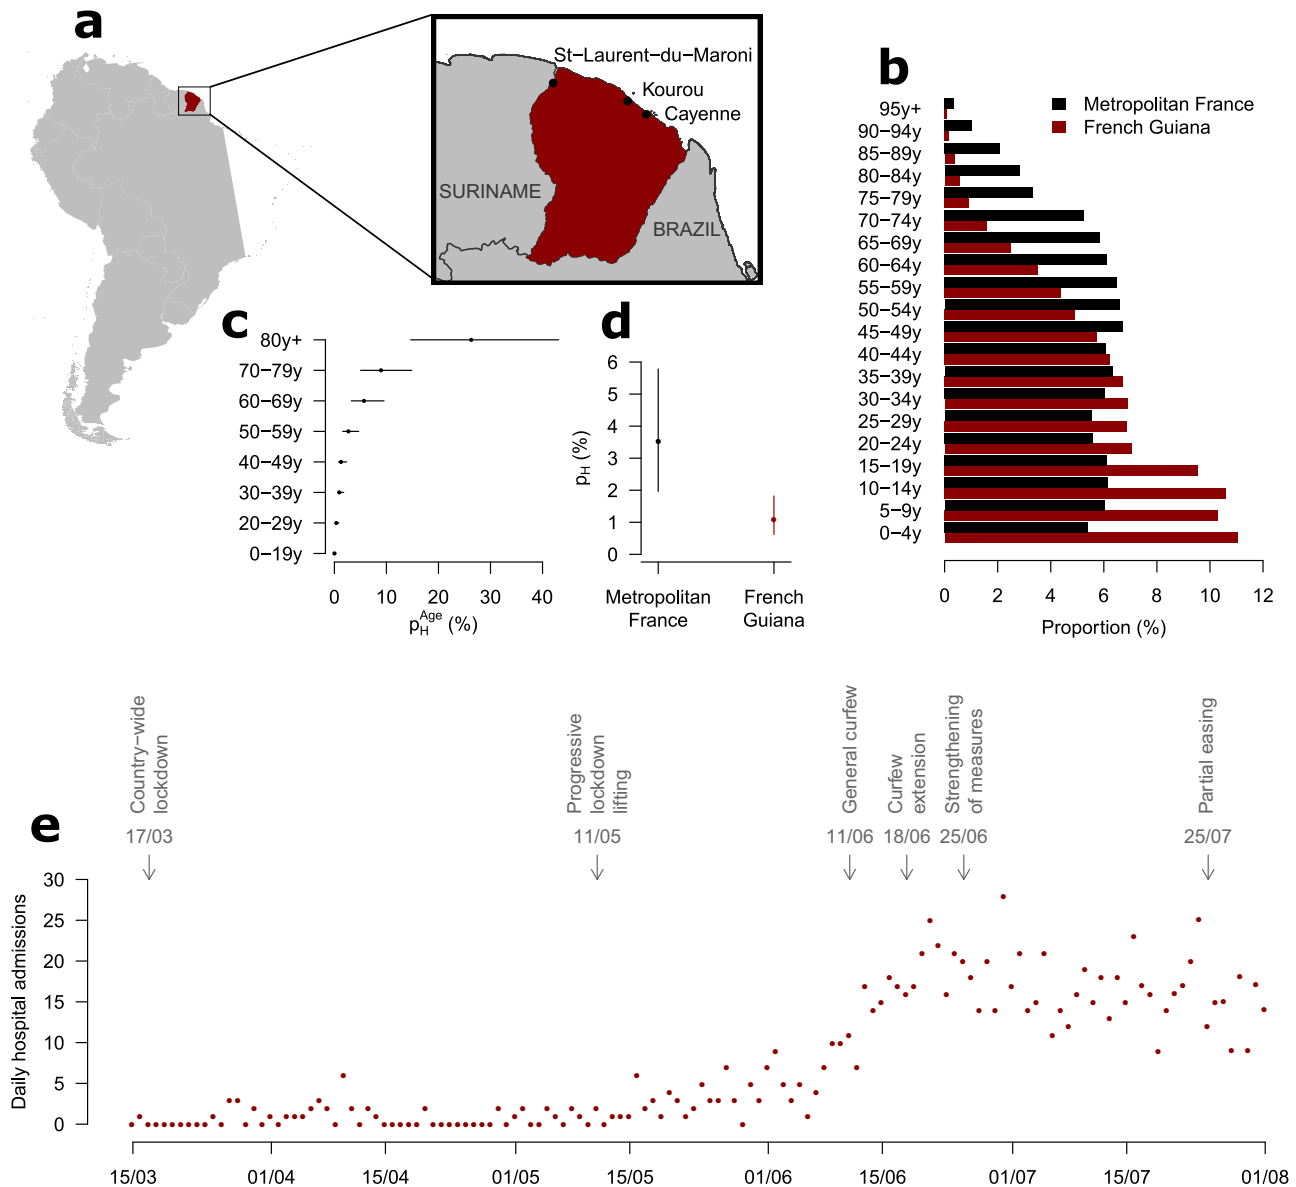 a
St−Laurent−du−Maroni
Kourou
Cayenne
SURINAME
BRAZIL
b
Metropolitan France
French Guiana
95y+
90−94y
85−89y
80−84y
75−79y
70−74y
65−69y
60−64y
55−59y
50−54y
45−49y
40−44y
35−39y
30−34y
25−29y
20−24y
15−19y
10−14y
5−9y
0−4y
0 2 4 6 8 10 12
Proportion (%)
c
80y+
70−79y
60−69y
50−59y
40−49y
30−39y
20−29y
0−19y
0 10 20 30 40
pHAge (%)
d
6
5
4
3
2
1
0
pH (%)
Metropolitan
France
French
Guiana
e
Country−wide
lockdown
17/03
Progressive
lockdown
lifting
11/05
General curfew
11/06
Curfew
extension
18/06
Strengthening
of measures
25/06
Partial easing
25/07
Daily hospital admissions
30
25
20
15
10
5
0
15/03 01/04 15/04 01/05 15/05 01/06 15/06 01/07 15/07 01/08